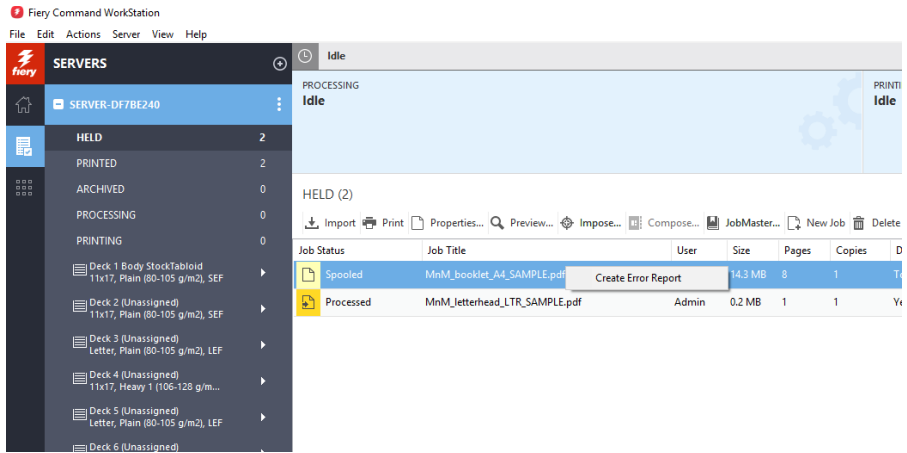 Fiery Command WorkStation
File Edit Actions Server View Help
fiery
SERVERS
Idle
SERVER-DF7BE240
PROCESSING
Idle
PRINTI
Idle
HELD 2
PRINTED 2
ARCHIVED 0
PROCESSING 0
PRINTING 0
Deck 1 Body StockTabloid
11x17, Plain (80-105 g/m2), SEF
Deck 2 (Unassigned)
11x17, Plain (80-105 g/m2), SEF
Deck 3 (Unassigned)
Letter, Plain (80-105 g/m2), LEF
Deck 4 (Unassigned)
11x17, Heavy 1 (106-128 g/m...
Deck 5 (Unassigned)
Letter, Plain (80-105 g/m2), LEF
Deck 6 (Unassigned)
HELD (2)
Import Print Properties... Preview... Impose... Compose... JobMaster... New Job Delete
Job Status Job Title User Size Pages Copies D
Spooled MnM_booklet_A4_SAMPLE.pdf 14.3 MB 8 1 To
Create Error Report
Processed MnM_letterhead_LTR_SAMPLE.pdf Admin 0.2 MB 1 1 Ye